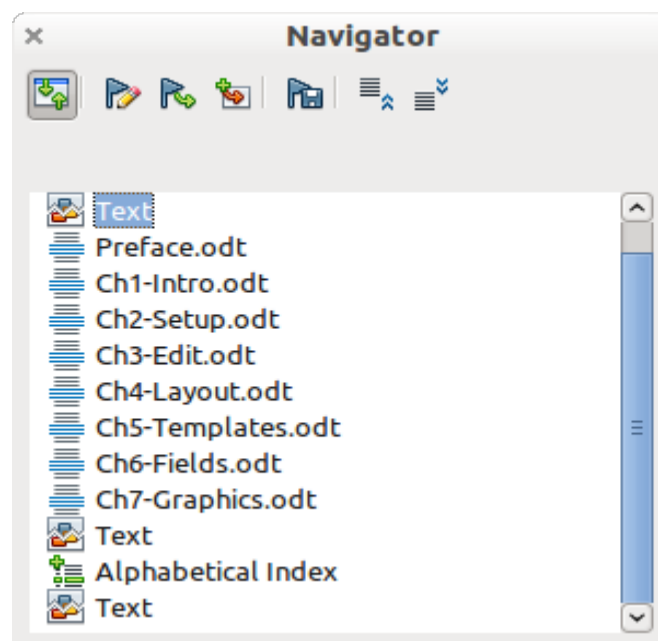 Navigator
Text
Preface.odt
Ch1-Intro.odt
Ch2-Setup.odt
Ch3-Edit.odt
Ch4-Layout.odt
Ch5-Templates.odt
Ch6-Fields.odt
Ch7-Graphics.odt
Text
Alphabetical Index
Text